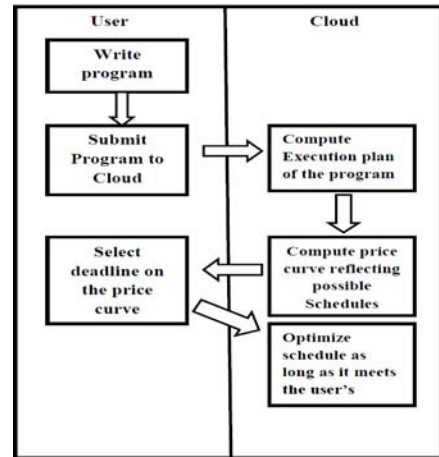 User
Cloud
Write
program
Submit
Program to
Cloud
Compute
Execution plan
of the program
Compute price
curve reflecting
possible
Schedules
Select
deadline on
the price
curve
Optimize
schedule as
long as it meets
the user's